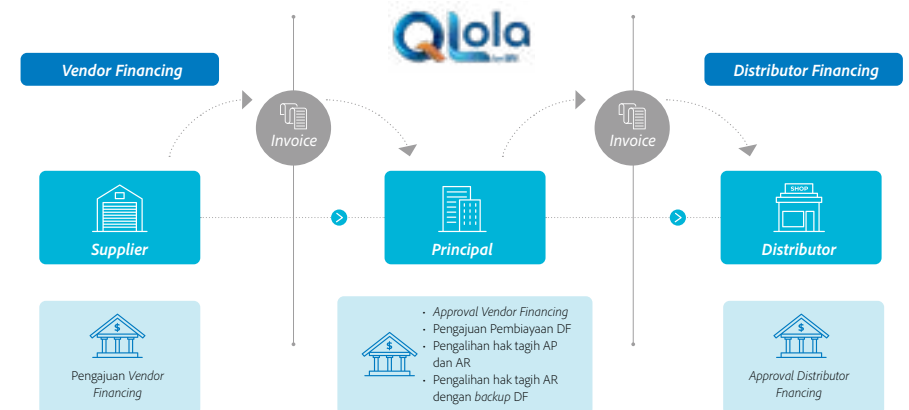 QLola
Vendor Financing
Distributor Financing
Invoice
Invoice
SHOP
Supplier
Principal
Distributor
$
Pengajuan Vendor
Financing
$
• Approval Vendor Financing
• Pengajuan Pembiayaan DF
• Pengalihan hak tagih AP
dan AR
• Pengalihan hak tagih AR
dengan backup DF
$
Approval Distributor
Fnancing